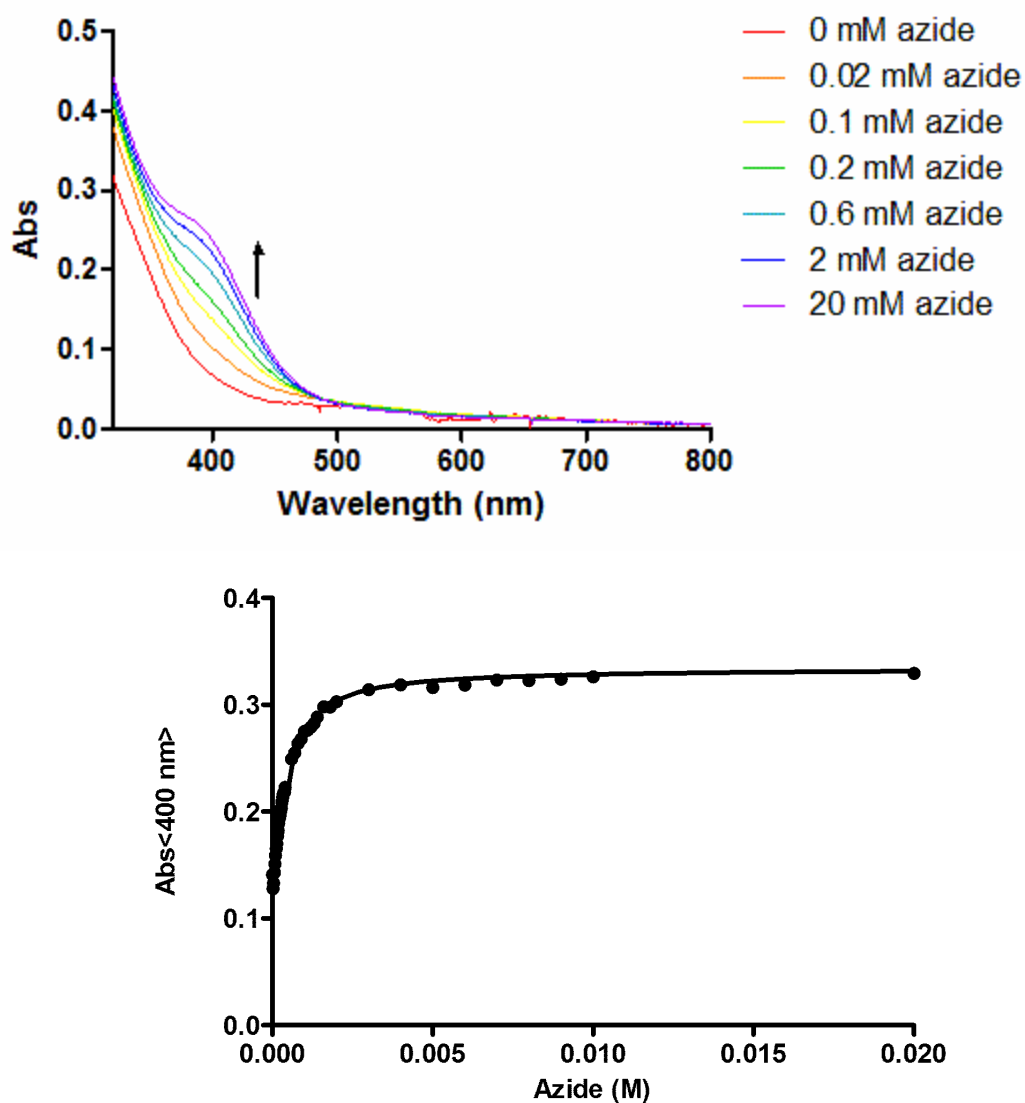 0.5
0.4
0.3
0.2
0.1
0.0
Abs
400 500 600 700 800
Wavelength (nm)
0 mM azide
0.02 mM azide
0.1 mM azide
0.2 mM azide
0.6 mM azide
2 mM azide
20 mM azide
0.4
0.3
0.2
0.1
0.0
Abs<400 nm>
0.000 0.005 0.010 0.015 0.020
Azide (M)